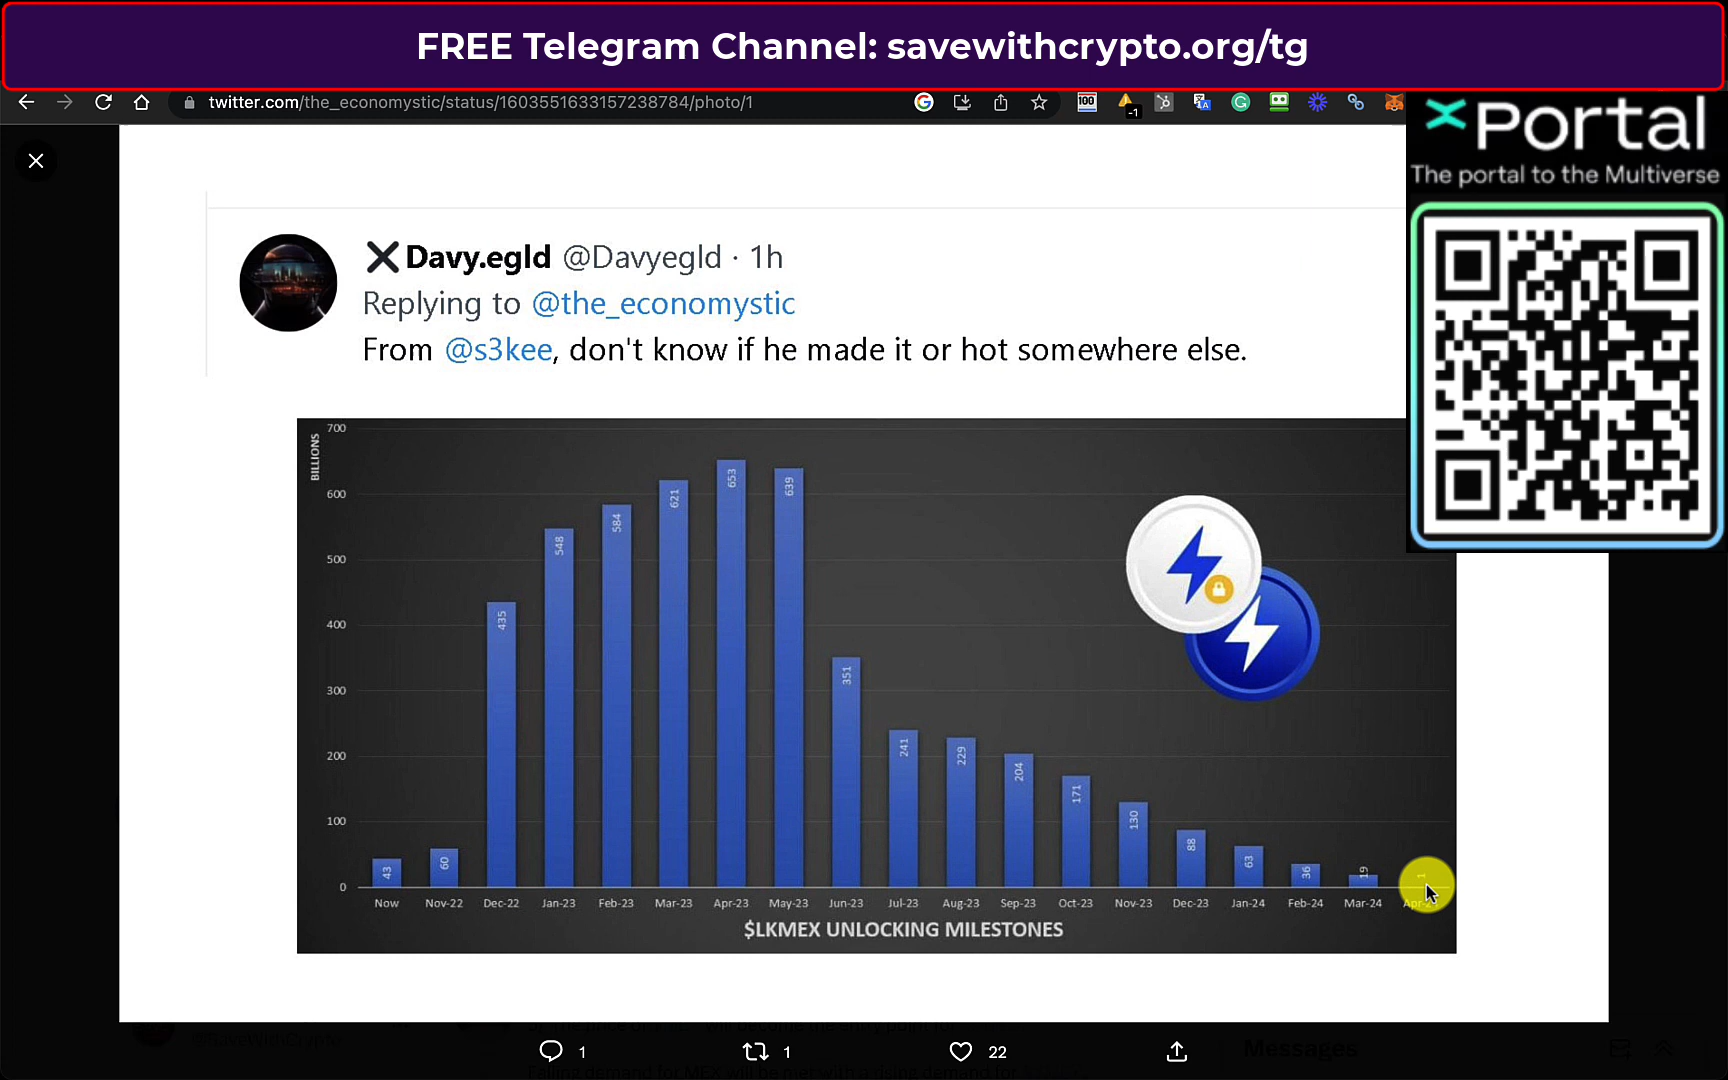 FREE Telegram Channel: savewithcrypto.org/tg
twitter.com/the_economystic/status/1603551633157238784/photo/1
100
-1
Portal
The portal to the Multiverse
Davy.egld @Davyegld · 1h
Replying to @the_economystic
From @s3kee, don't know if he made it or hot somewhere else.
BILLIONS
700
600
500
400
300
200
100
0
43
60
435
548
584
621
653
639
351
241
229
204
171
130
88
63
36
19
1
Now Nov-22 Dec-22 Jan-23 Feb-23 Mar-23 Apr-23 May-23 Jun-23 Jul-23 Aug-23 Sep-23 Oct-23 Nov-23 Dec-23 Jan-24 Feb-24 Mar-24
$LKMEX UNLOCKING MILESTONES
1 1 22
Messages